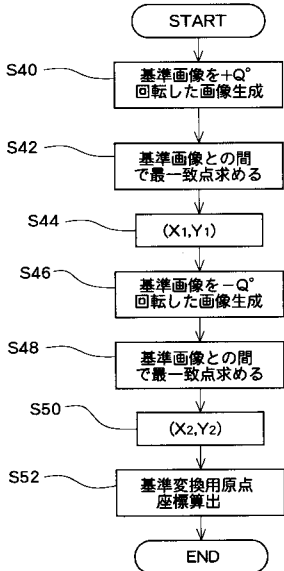 START
S40
基準画像を+Q°
回転した画像生成
S42
基準画像との間
で最一致点求める
S44
(X1,Y1)
S46
基準画像を−Q°
回転した画像生成
S48
基準画像との間
で最一致点求める
S50
(X2,Y2)
S52
基準変換用原点
座標算出
END